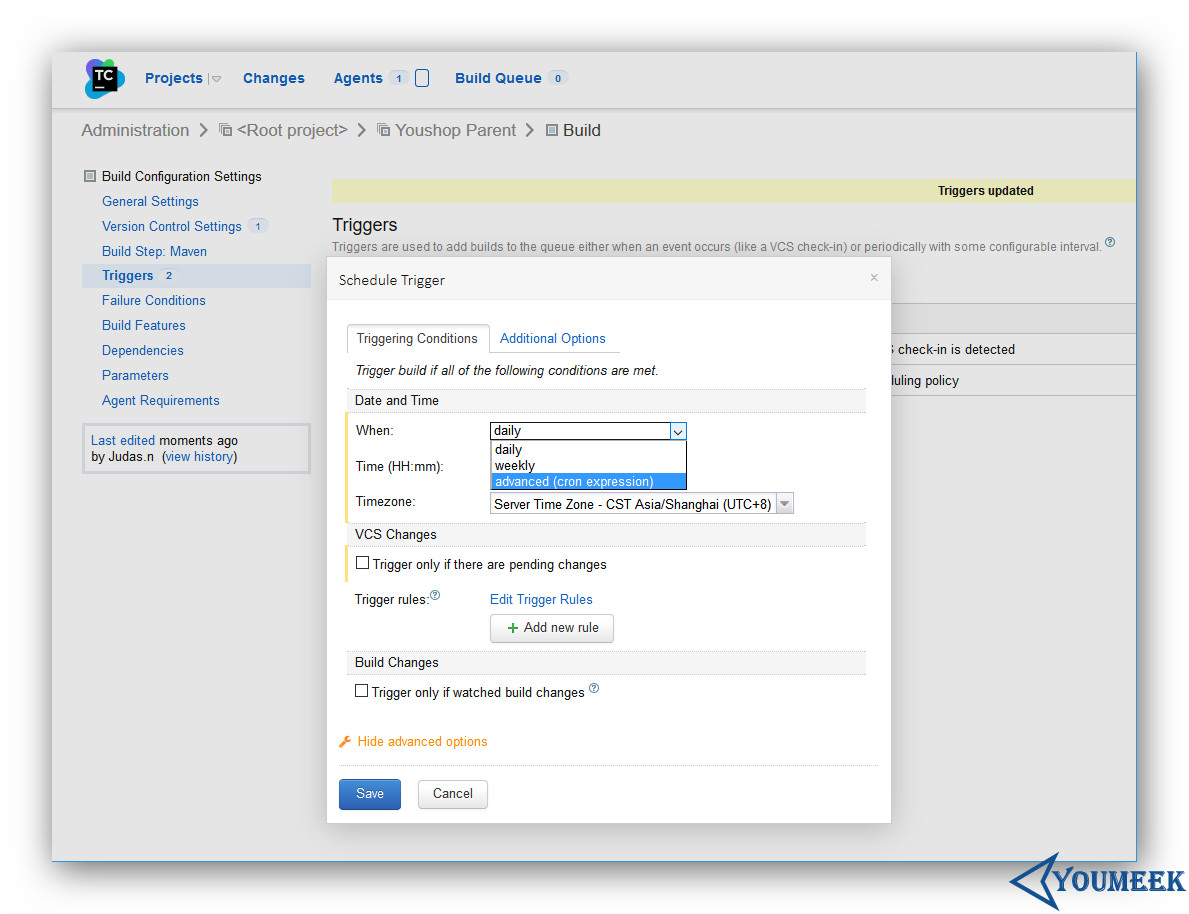 TC
Projects
Changes
Agents 1
Build Queue 0
Administration
<Root project>
Youshop Parent
Build
Build Configuration Settings
General Settings
Version Control Settings 1
Build Step: Maven
Triggers 2
Failure Conditions
Build Features
Dependencies
Parameters
Agent Requirements
Last edited moments ago
by Judas.n (view history)
Triggers updated
Triggers
Triggers are used to add builds to the queue either when an event occurs (like a VCS check-in) or periodically with some configurable interval. ?
check-in is detected
policy
Schedule Trigger ×
Triggering Conditions
Additional Options
Trigger build if all of the following conditions are met.
Date and Time
When: daily
daily
weekly
advanced (cron expression)
Time (HH:mm):
Timezone: Server Time Zone - CST Asia/Shanghai (UTC+8)
VCS Changes
Trigger only if there are pending changes
Trigger rules: ? Edit Trigger Rules
+ Add new rule
Build Changes
Trigger only if watched build changes ?
Hide advanced options
Save
Cancel
YOUMEEK